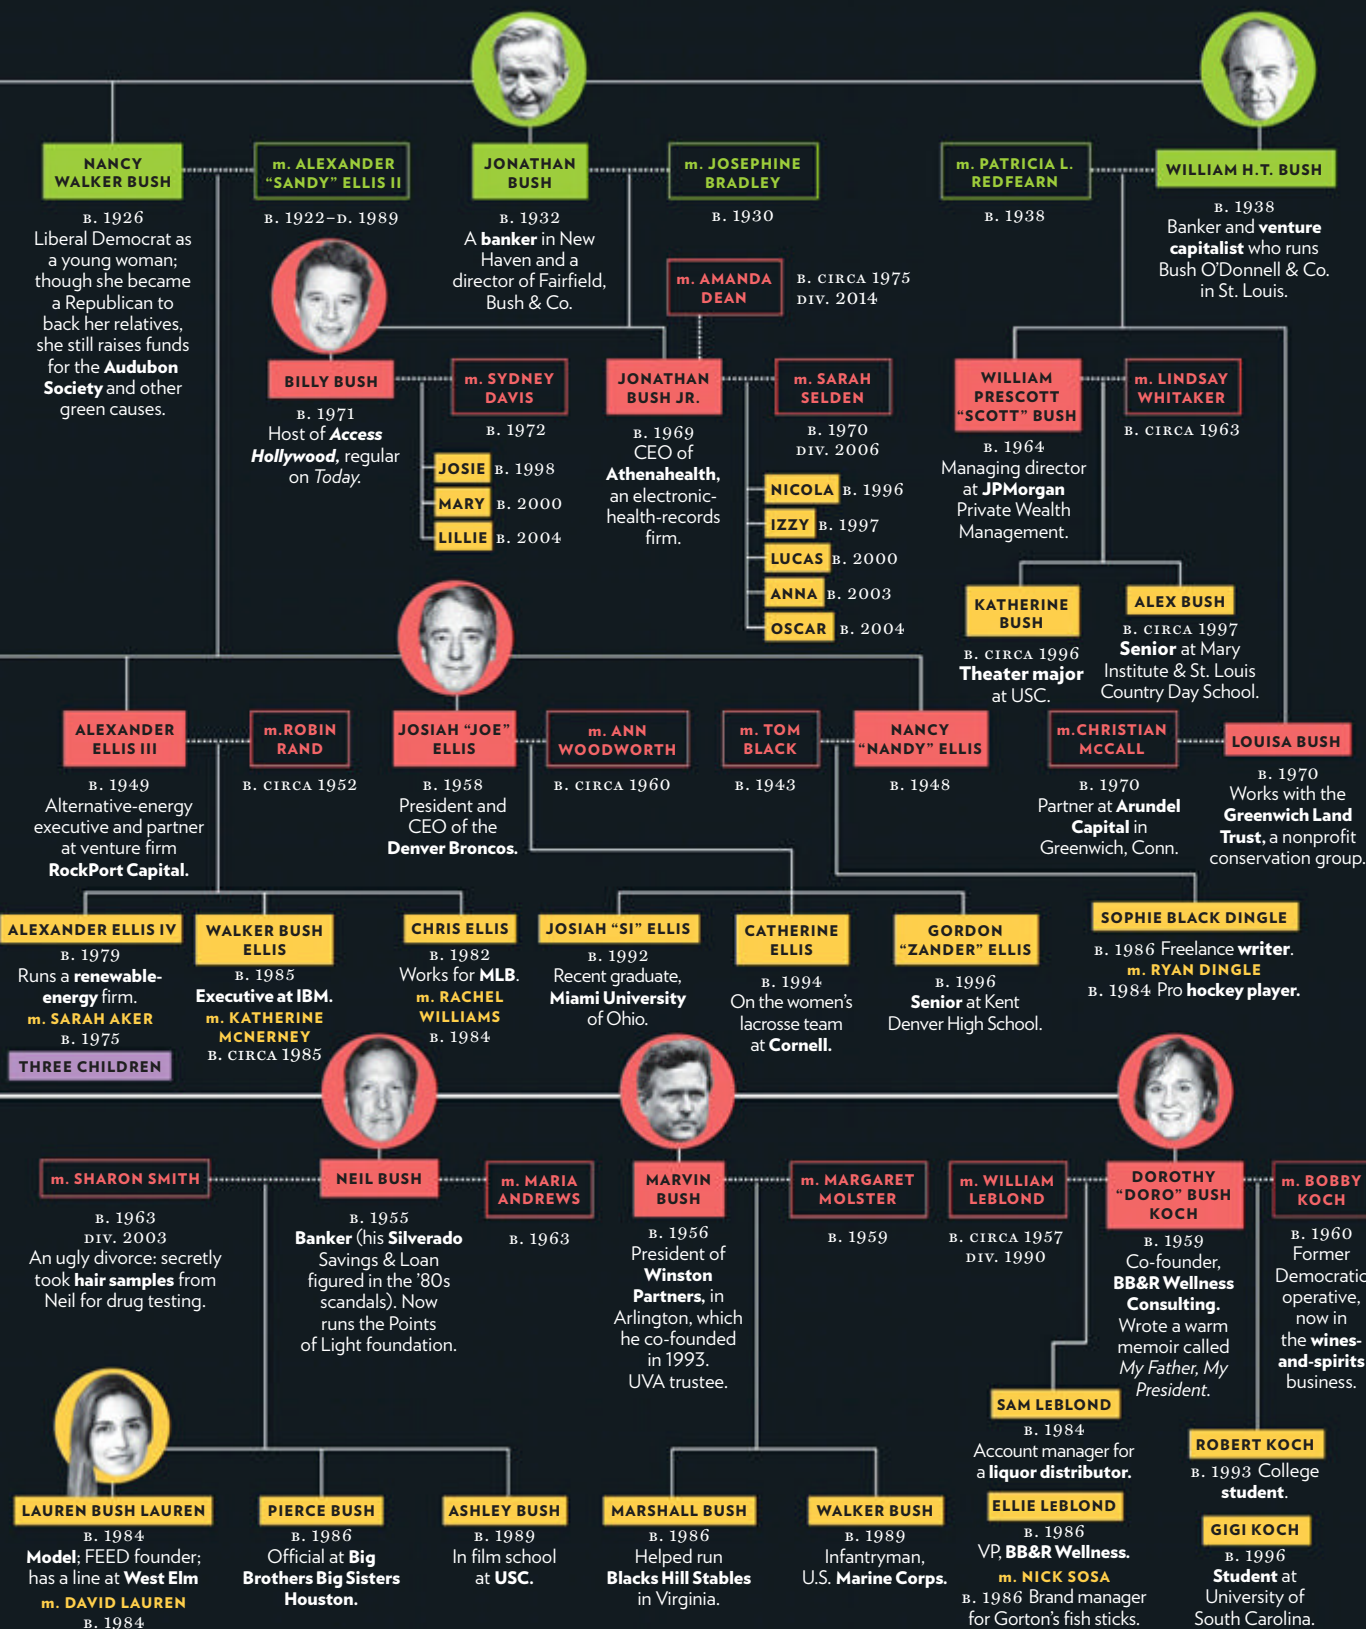 NANCY
WALKER BUSH
B. 1926
Liberal Democrat as
a young woman;
though she became
a Republican to
back her relatives,
she still raises funds
for the Audubon
Society and other
green causes.
m. ALEXANDER
“SANDY” ELLIS II
B. 1922–D. 1989
JONATHAN
BUSH
B. 1932
A banker in New
Haven and a
director of Fairfield,
Bush & Co.
m. JOSEPHINE
BRADLEY
B. 1930
m. PATRICIA L.
REDFEARN
B. 1938
WILLIAM H.T. BUSH
B. 1938
Banker and venture
capitalist who runs
Bush O’Donnell & Co.
in St. Louis.
BILLY BUSH
B. 1971
Host of Access
Hollywood, regular
on Today.
m. SYDNEY
DAVIS
B. 1972
JOSIE B. 1998
MARY B. 2000
LILLIE B. 2004
m. AMANDA
DEAN
B. CIRCA 1975
DIV. 2014
JONATHAN
BUSH JR.
B. 1969
CEO of
Athenahealth,
an electronic-
health-records
firm.
m. SARAH
SELDEN
B. 1970
DIV. 2006
NICOLA B. 1996
IZZY B. 1997
LUCAS B. 2000
ANNA B. 2003
OSCAR B. 2004
WILLIAM
PRESCOTT
“SCOTT” BUSH
B. 1964
Managing director
at JPMorgan
Private Wealth
Management.
m. LINDSAY
WHITAKER
B. CIRCA 1963
KATHERINE
BUSH
B. CIRCA 1996
Theater major
at USC.
ALEX BUSH
B. CIRCA 1997
Senior at Mary
Institute & St. Louis
Country Day School.
ALEXANDER
ELLIS III
B. 1949
Alternative-energy
executive and partner
at venture firm
RockPort Capital.
m.ROBIN
RAND
B. CIRCA 1952
JOSIAH “JOE”
ELLIS
B. 1958
President and
CEO of the
Denver Broncos.
m. ANN
WOODWORTH
B. CIRCA 1960
m. TOM
BLACK
B. 1943
NANCY
“NANDY” ELLIS
B. 1948
m.CHRISTIAN
MCCALL
B. 1970
Partner at Arundel
Capital in
Greenwich, Conn.
LOUISA BUSH
B. 1970
Works with the
Greenwich Land
Trust, a nonprofit
conservation group.
ALEXANDER ELLIS IV
B. 1979
Runs a renewable-
energy firm.
m. SARAH AKER
B. 1975
THREE CHILDREN
WALKER BUSH
ELLIS
B. 1985
Executive at IBM.
m. KATHERINE
MCNERNEY
B. CIRCA 1985
CHRIS ELLIS
B. 1982
Works for MLB.
m. RACHEL
WILLIAMS
B. 1984
JOSIAH “SI” ELLIS
B. 1992
Recent graduate,
Miami University
of Ohio.
CATHERINE
ELLIS
B. 1994
On the women’s
lacrosse team
at Cornell.
GORDON
“ZANDER” ELLIS
B. 1996
Senior at Kent
Denver High School.
SOPHIE BLACK DINGLE
B. 1986 Freelance writer.
m. RYAN DINGLE
B. 1984 Pro hockey player.
m. SHARON SMITH
B. 1963
DIV. 2003
An ugly divorce: secretly
took hair samples from
Neil for drug testing.
NEIL BUSH
B. 1955
Banker (his Silverado
Savings & Loan
figured in the ’80s
scandals). Now
runs the Points
of Light foundation.
m. MARIA
ANDREWS
B. 1963
MARVIN
BUSH
B. 1956
President of
Winston
Partners, in
Arlington, which
he co-founded
in 1993.
UVA trustee.
m. MARGARET
MOLSTER
B. 1959
m. WILLIAM
LEBLOND
B. CIRCA 1957
DIV. 1990
DOROTHY
“DORO” BUSH
KOCH
B. 1959
Co-founder,
BB&R Wellness
Consulting.
Wrote a warm
memoir called
My Father, My
President.
m. BOBBY
KOCH
B. 1960
Former
Democratic
operative,
now in
the wines-
and-spirits
business.
LAUREN BUSH LAUREN
B. 1984
Model; FEED founder;
has a line at West Elm
m. DAVID LAUREN
B. 1984
PIERCE BUSH
B. 1986
Official at Big
Brothers Big Sisters
Houston.
ASHLEY BUSH
B. 1989
In film school
at USC.
MARSHALL BUSH
B. 1986
Helped run
Blacks Hill Stables
in Virginia.
WALKER BUSH
B. 1989
Infantryman,
U.S. Marine Corps.
SAM LEBLOND
B. 1984
Account manager for
a liquor distributor.
ELLIE LEBLOND
B. 1986
VP, BB&R Wellness.
m. NICK SOSA
B. 1986 Brand manager
for Gorton’s fish sticks.
ROBERT KOCH
B. 1993 College
student.
GIGI KOCH
B. 1996
Student at
University of
South Carolina.